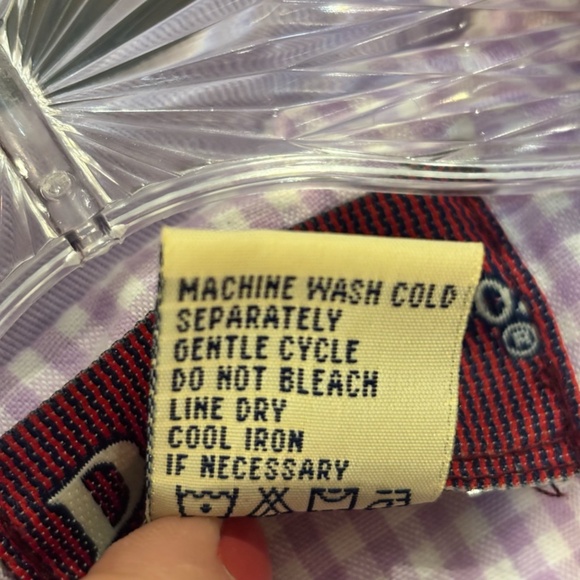 MACHINE WASH COLD
SEPARATELY
GENTLE CYCLE
DO NOT BLEACH
LINE DRY
COOL IRON
IF NECESSARY
O.®